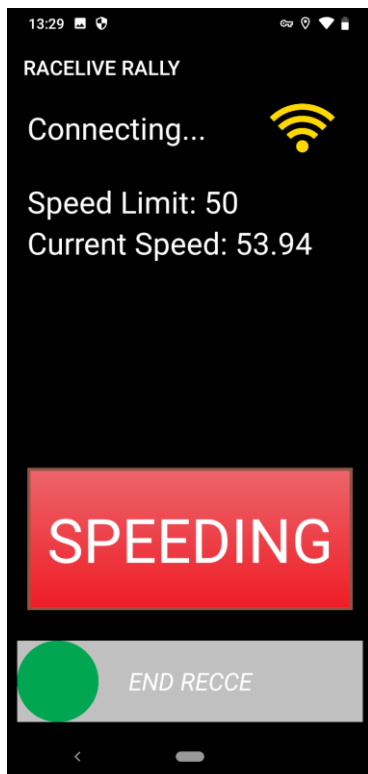 13:29
RACELIVE RALLY
Connecting...
Speed Limit: 50
Current Speed: 53.94
SPEEDING
END RECCE